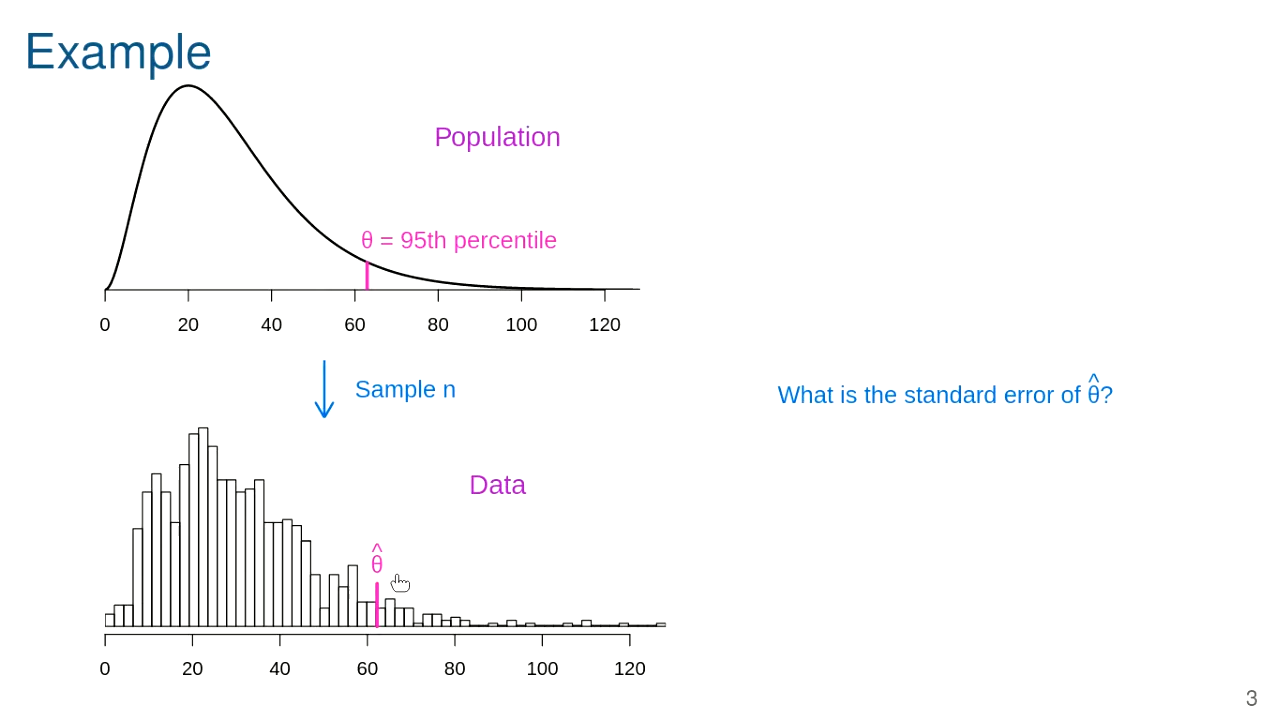 Example
Population
θ = 95th percentile
0 20 40 60 80 100 120
Sample n
What is the standard error of θ̂?
Data
θ̂
0 20 40 60 80 100 120
3